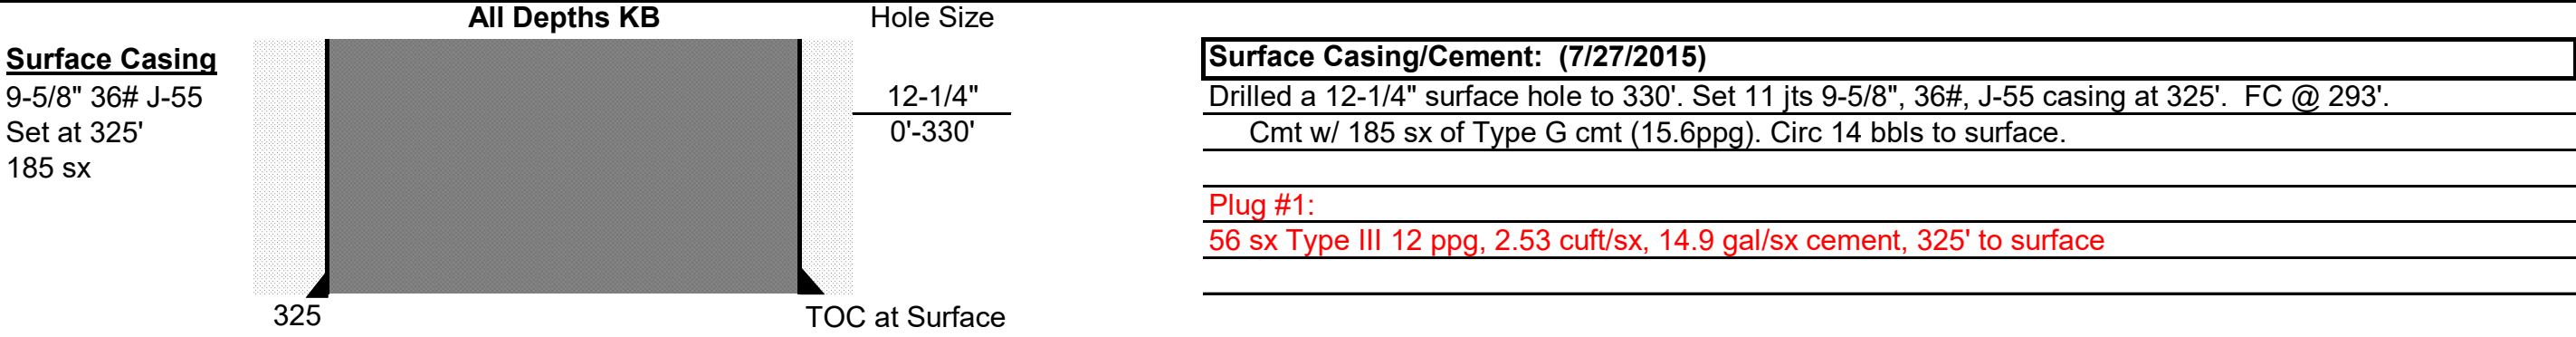 All Depths KB
Hole Size
Surface Casing
9-5/8" 36# J-55
Set at 325'
185 sx
12-1/4"
0'-330'
325
TOC at Surface
Surface Casing/Cement:  (7/27/2015)
Drilled a 12-1/4" surface hole to 330'. Set 11 jts 9-5/8", 36#, J-55 casing at 325'.  FC @ 293'.
Cmt w/ 185 sx of Type G cmt (15.6ppg). Circ 14 bbls to surface.
Plug #1:
56 sx Type III 12 ppg, 2.53 cuft/sx, 14.9 gal/sx cement, 325' to surface